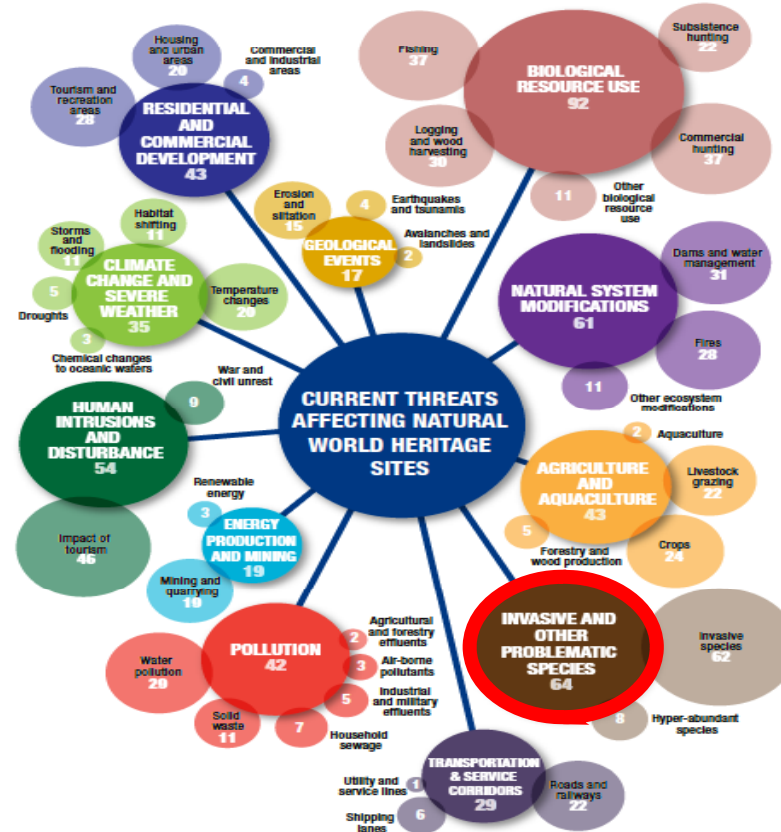 Housing
and urban
areas
20
Commercial
and industrial
areas
4
Tourism and
recreation
areas
28
RESIDENTIAL
AND
COMMERCIAL
DEVELOPMENT
43
Fishing
37
Subsistence
hunting
22
BIOLOGICAL
RESOURCE USE
92
Logging
and wood
harvesting
30
Commercial
hunting
37
11
Other
biological
resource
use
Erosion
and
siltation
15
4
Earthquakes
and tsunamis
GEOLOGICAL
EVENTS
17
Avalanches and
landslides
2
Habitat
shifting
11
Storms
and
flooding
11
CLIMATE
CHANGE AND
SEVERE
WEATHER
35
Temperature
changes
20
5
Droughts
3
Chemical changes
to oceanic waters
Dams and water
management
31
NATURAL SYSTEM
MODIFICATIONS
61
Fires
28
11
Other ecosystem
modifications
War and
civil unrest
9
HUMAN
INTRUSIONS
AND
DISTURBANCE
54
Impact of
tourism
46
CURRENT THREATS
AFFECTING NATURAL
WORLD HERITAGE
SITES
2
Aquaculture
AGRICULTURE
AND
AQUACULTURE
43
Livestock
grazing
22
5
Forestry and
wood production
Crops
24
Renewable
energy
3
ENERGY
PRODUCTION
AND MINING
19
Mining and
quarrying
INVASIVE AND
OTHER
PROBLEMATIC
SPECIES
64
Invasive
species
62
8
Hyper-abundant
species
POLLUTION
42
2
Agricultural
and forestry
effluents
3
Air-borne
pollutants
5
Industrial
and military
effluents
7
Household
sewage
Water
pollution
29
Solid
waste
11
TRANSPORTATION
& SERVICE
CORRIDORS
29
Utility and
service lines
1
6
Shipping
lanes
Roads and
railways
22